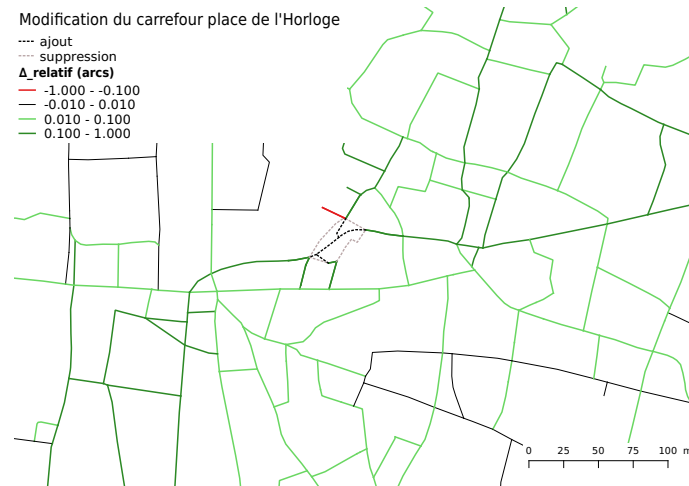 Modification du carrefour place de l'Horloge
ajout
suppression
Δ_relatif (arcs)
-1.000 - -0.100
-0.010 - 0.010
0.010 - 0.100
0.100 - 1.000
0 25 50 75 100 m